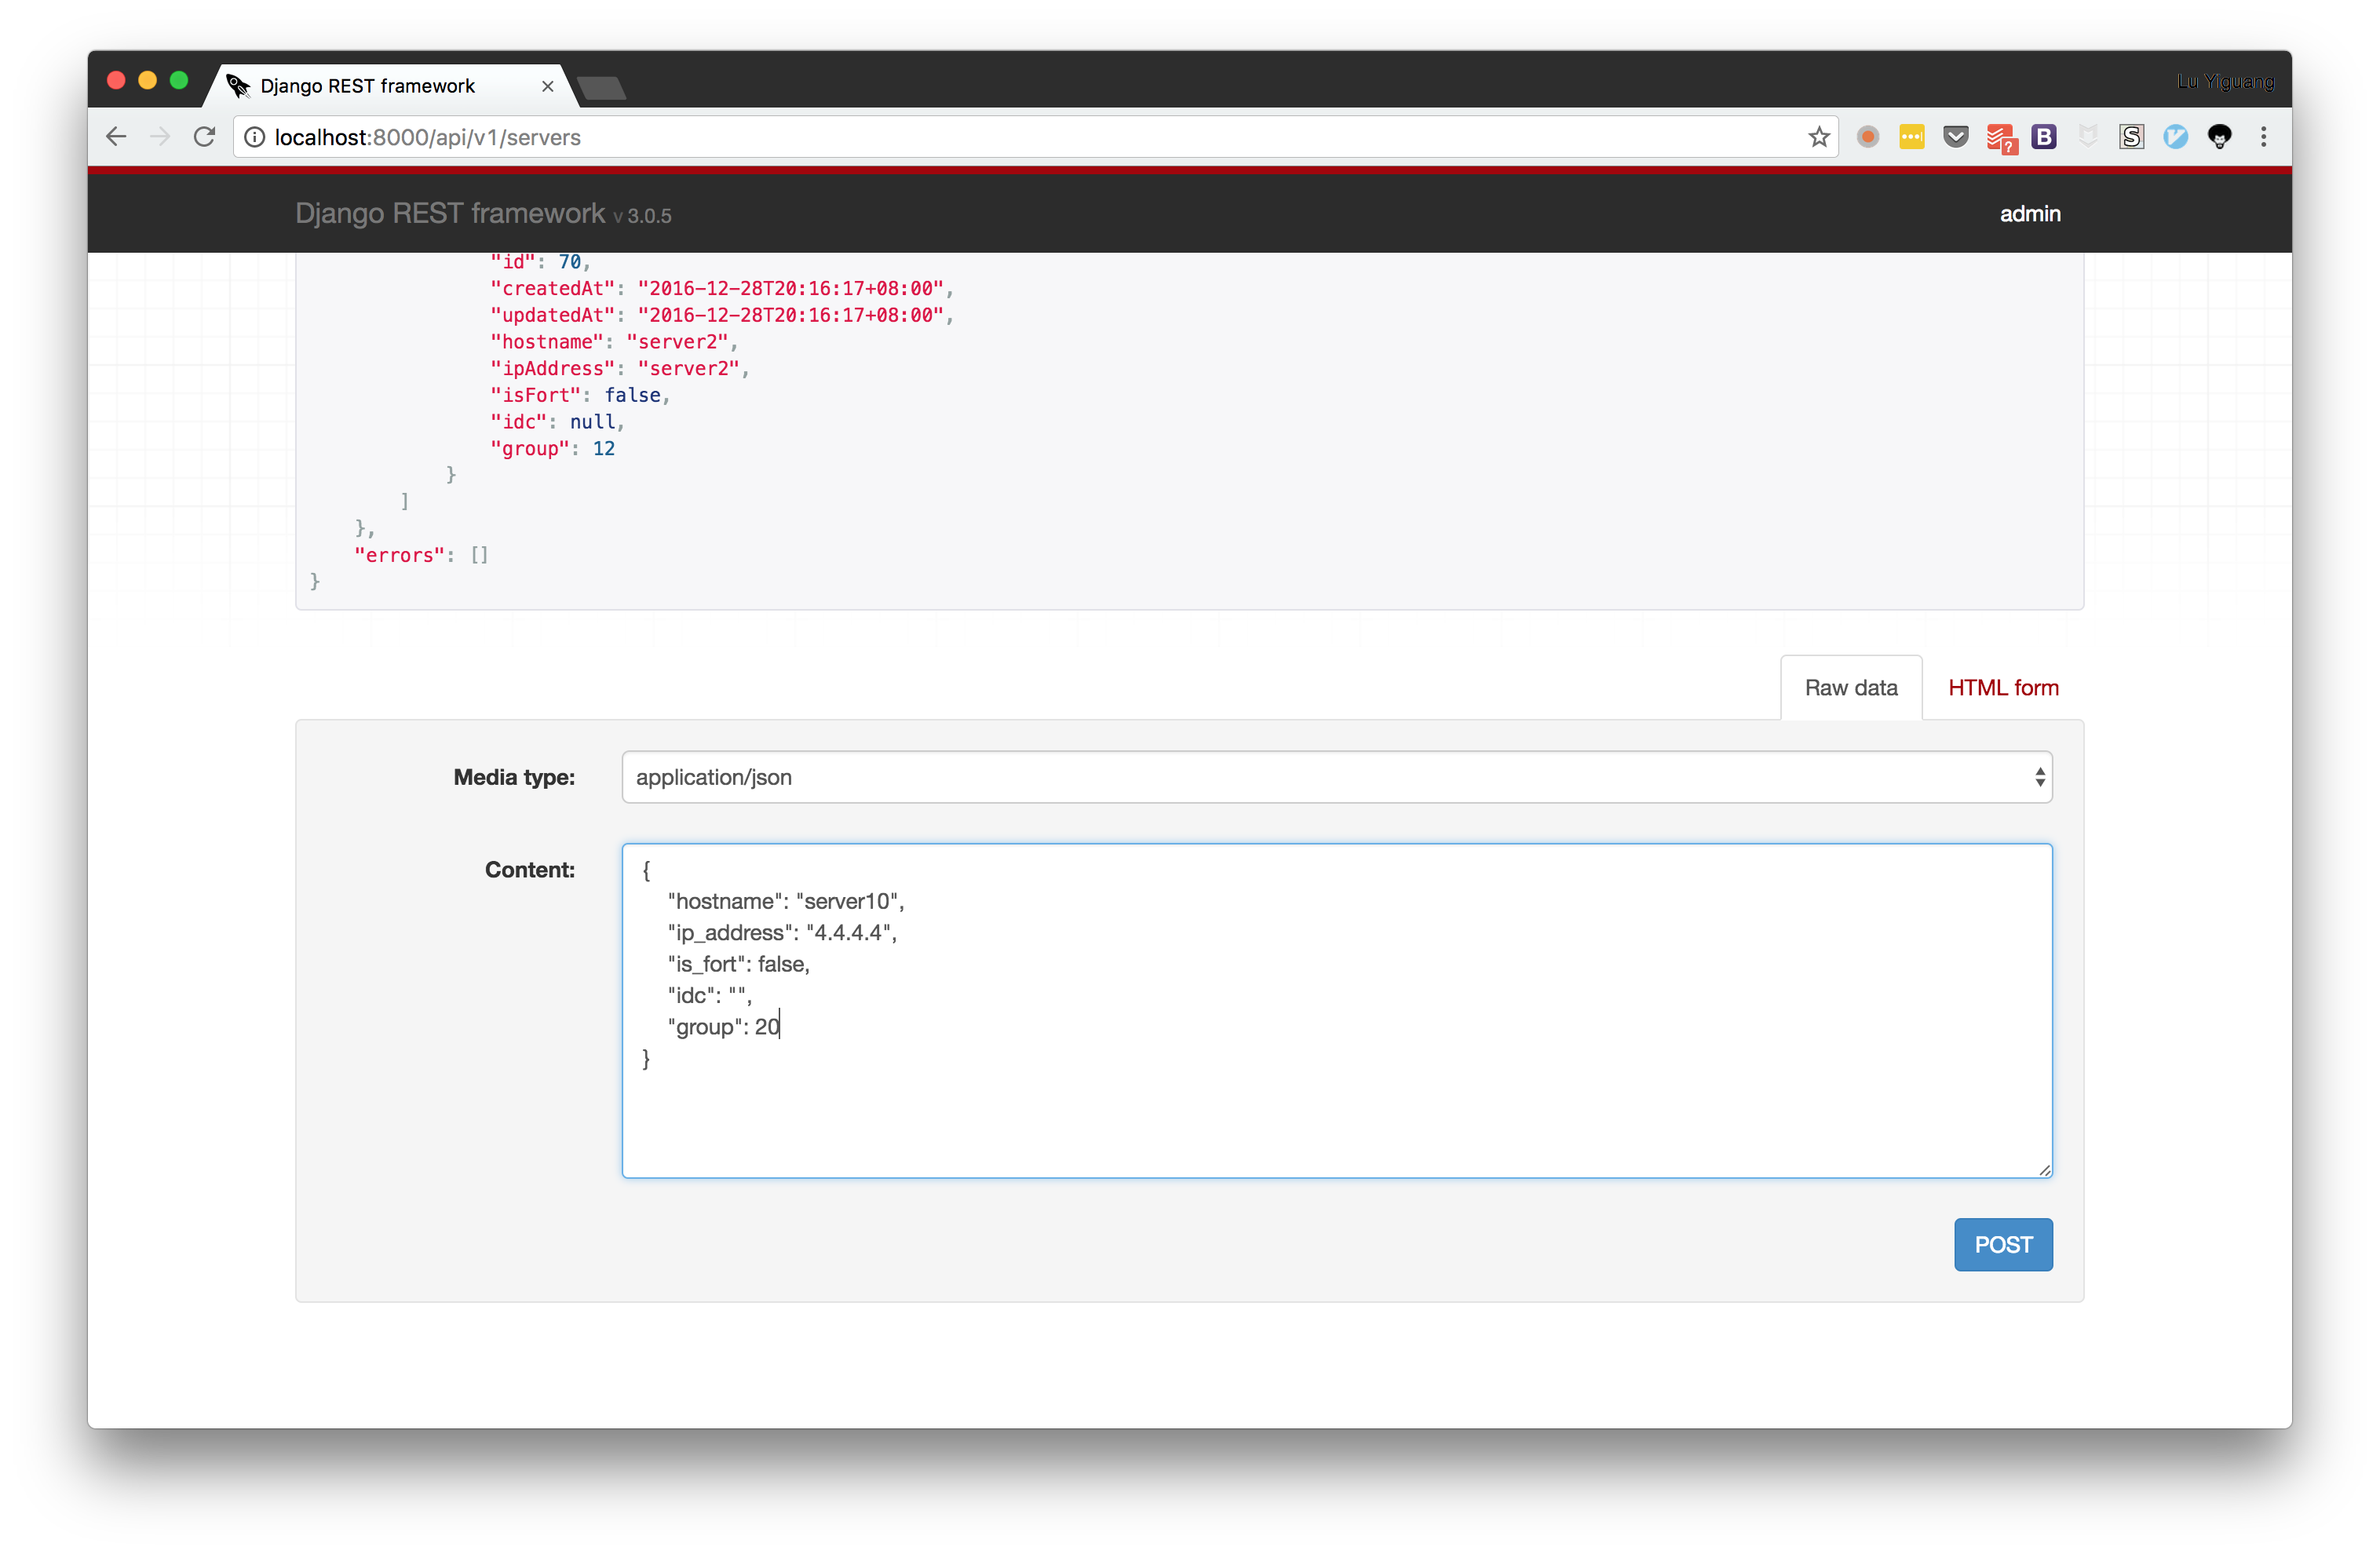 Django REST framework
Lu Yiguang
localhost:8000/api/v1/servers
Django REST framework v 3.0.5
admin
"id": 70,
"createdAt": "2016-12-28T20:16:17+08:00",
"updatedAt": "2016-12-28T20:16:17+08:00",
"hostname": "server2",
"ipAddress": "server2",
"isFort": false,
"idc": null,
"group": 12
}
]
},
"errors": []
}
Raw data
HTML form
Media type:
application/json
Content:
{
"hostname": "server10",
"ip_address": "4.4.4.4",
"is_fort": false,
"idc": "",
"group": 20
}
POST